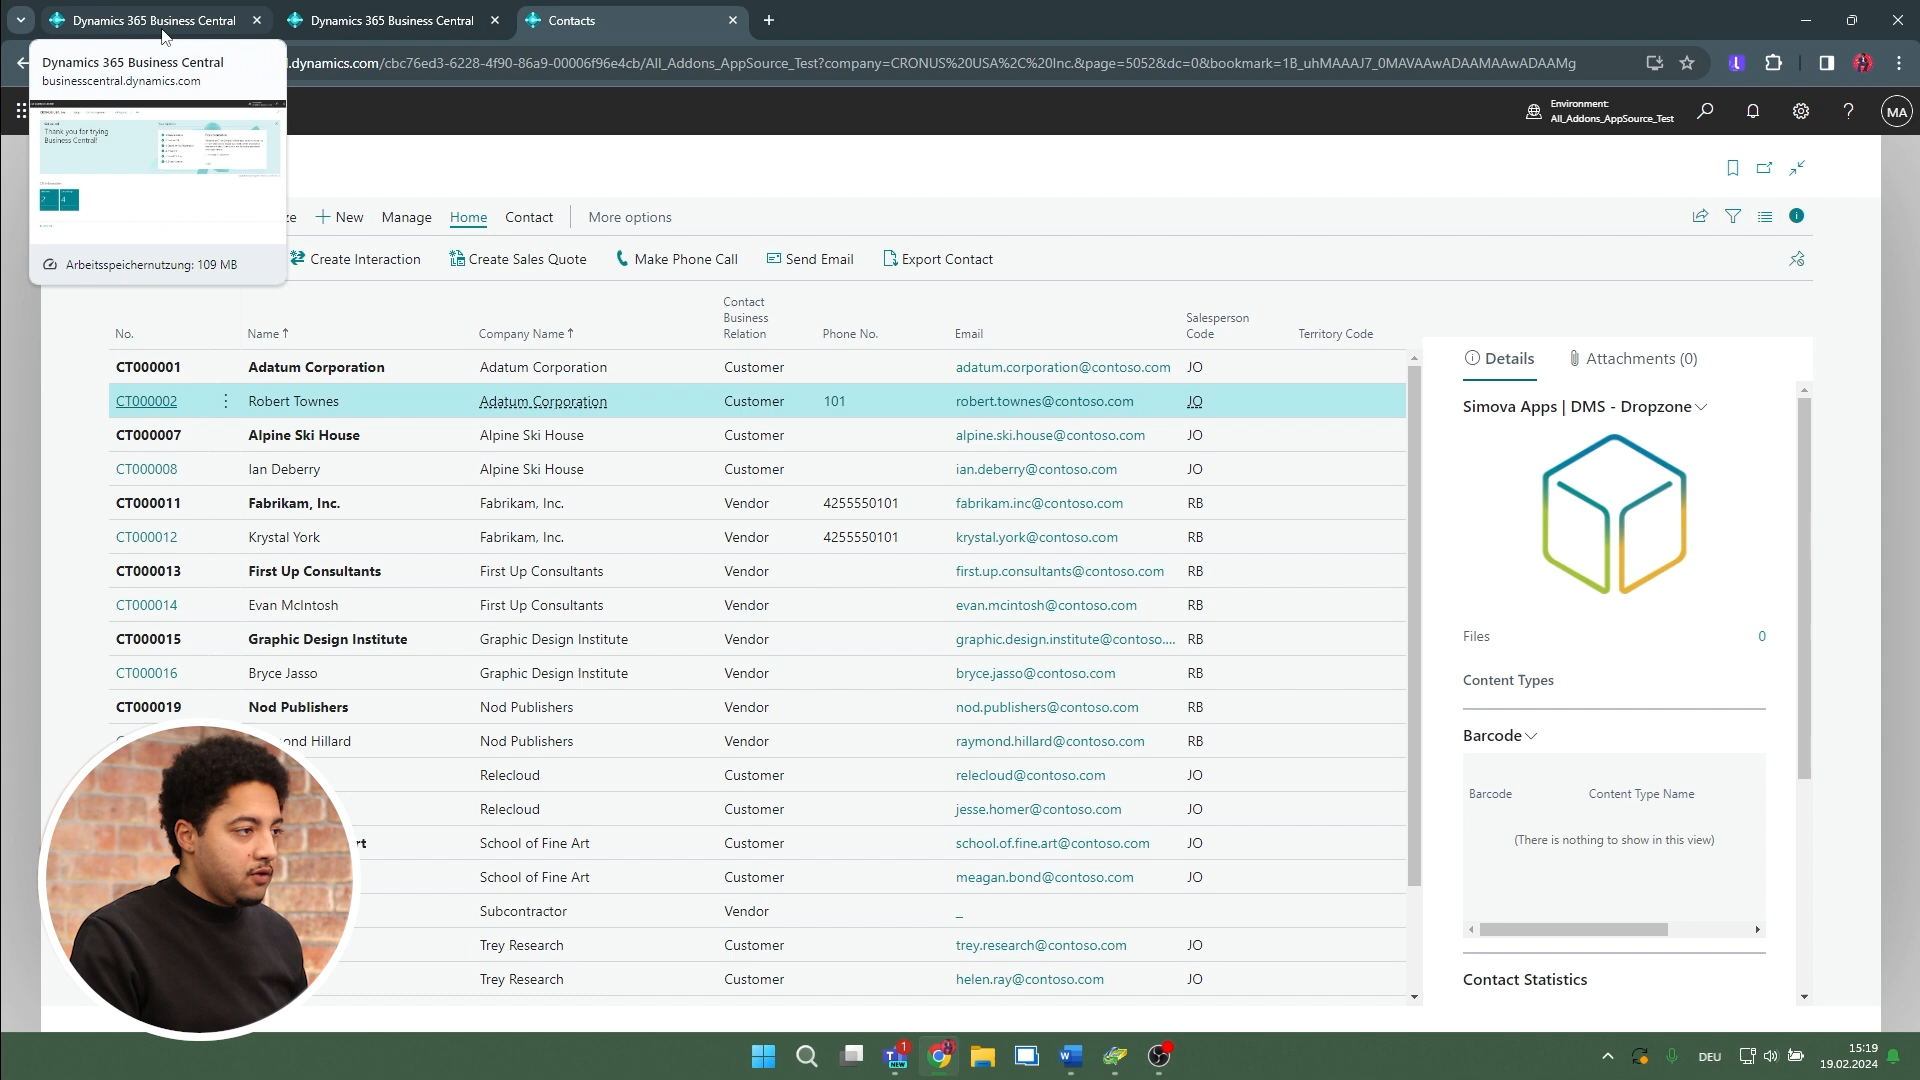 Dynamics 365 Business Central
Dynamics 365 Business Central
Contacts
Dynamics 365 Business Central
businesscentral.dynamics.com
l.dynamics.com/cbc76ed3-6228-4f90-86a9-00006f96e4cb/All_Addons_AppSource_Test?company=CRONUS%20USA%2C%20Inc.&page=5052&dc=0&bookmark=1B_uhMAAAJ7_0MAVAAwADAAMAAwADAAMg
Environment:
All_Addons_AppSource_Test
MA
Thank you for trying
Business Central!
2
4
Arbeitsspeichernutzung: 109 MB
ze
New
Manage
Home
Contact
More options
Create Interaction
Create Sales Quote
Make Phone Call
Send Email
Export Contact
No.
Name ↑
Company Name ↑
Contact
Business
Relation
Phone No.
Email
Salesperson
Code
Territory Code
CT000001 Adatum Corporation Adatum Corporation Customer adatum.corporation@contoso.com JO
CT000002 Robert Townes Adatum Corporation Customer 101 robert.townes@contoso.com JO
CT000007 Alpine Ski House Alpine Ski House Customer alpine.ski.house@contoso.com JO
CT000008 Ian Deberry Alpine Ski House Customer ian.deberry@contoso.com JO
CT000011 Fabrikam, Inc. Fabrikam, Inc. Vendor 4255550101 fabrikam.inc@contoso.com RB
CT000012 Krystal York Fabrikam, Inc. Vendor 4255550101 krystal.york@contoso.com RB
CT000013 First Up Consultants First Up Consultants Vendor first.up.consultants@contoso.com RB
CT000014 Evan McIntosh First Up Consultants Vendor evan.mcintosh@contoso.com RB
CT000015 Graphic Design Institute Graphic Design Institute Vendor graphic.design.institute@contoso.... RB
CT000016 Bryce Jasso Graphic Design Institute Vendor bryce.jasso@contoso.com RB
CT000019 Nod Publishers Nod Publishers Vendor nod.publishers@contoso.com RB
ond Hillard Nod Publishers Vendor raymond.hillard@contoso.com RB
Relecloud Customer relecloud@contoso.com JO
Relecloud Customer jesse.homer@contoso.com JO
rt School of Fine Art Customer school.of.fine.art@contoso.com JO
School of Fine Art Customer meagan.bond@contoso.com JO
Subcontractor Vendor _
Trey Research Customer trey.research@contoso.com JO
Trey Research Customer helen.ray@contoso.com JO
Details
Attachments (0)
Simova Apps | DMS - Dropzone
Files 0
Content Types
Barcode
Barcode Content Type Name
(There is nothing to show in this view)
Contact Statistics
1
NEW
DEU
15:19
19.02.2024